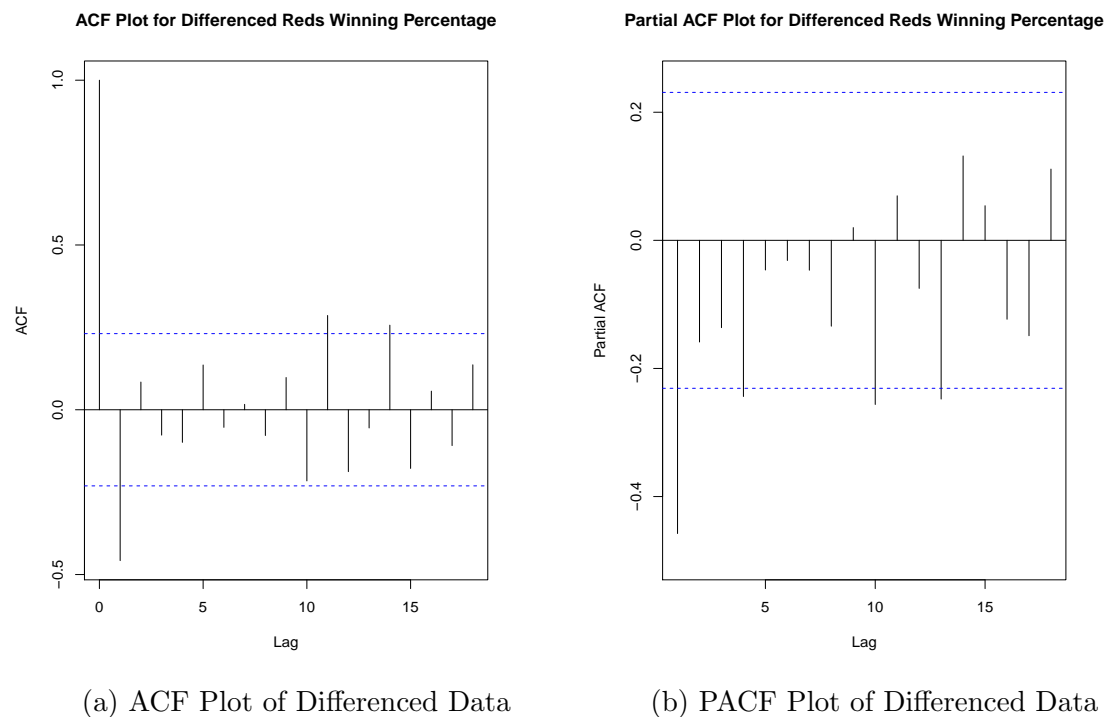 ACF Plot for Differenced Reds Winning Percentage
1.0
0.5
0.0
−0.5
ACF
0 5 10 15
Lag
(a) ACF Plot of Differenced Data
Partial ACF Plot for Differenced Reds Winning Percentage
0.2
0.0
−0.2
−0.4
Partial ACF
5 10 15
Lag
(b) PACF Plot of Differenced Data